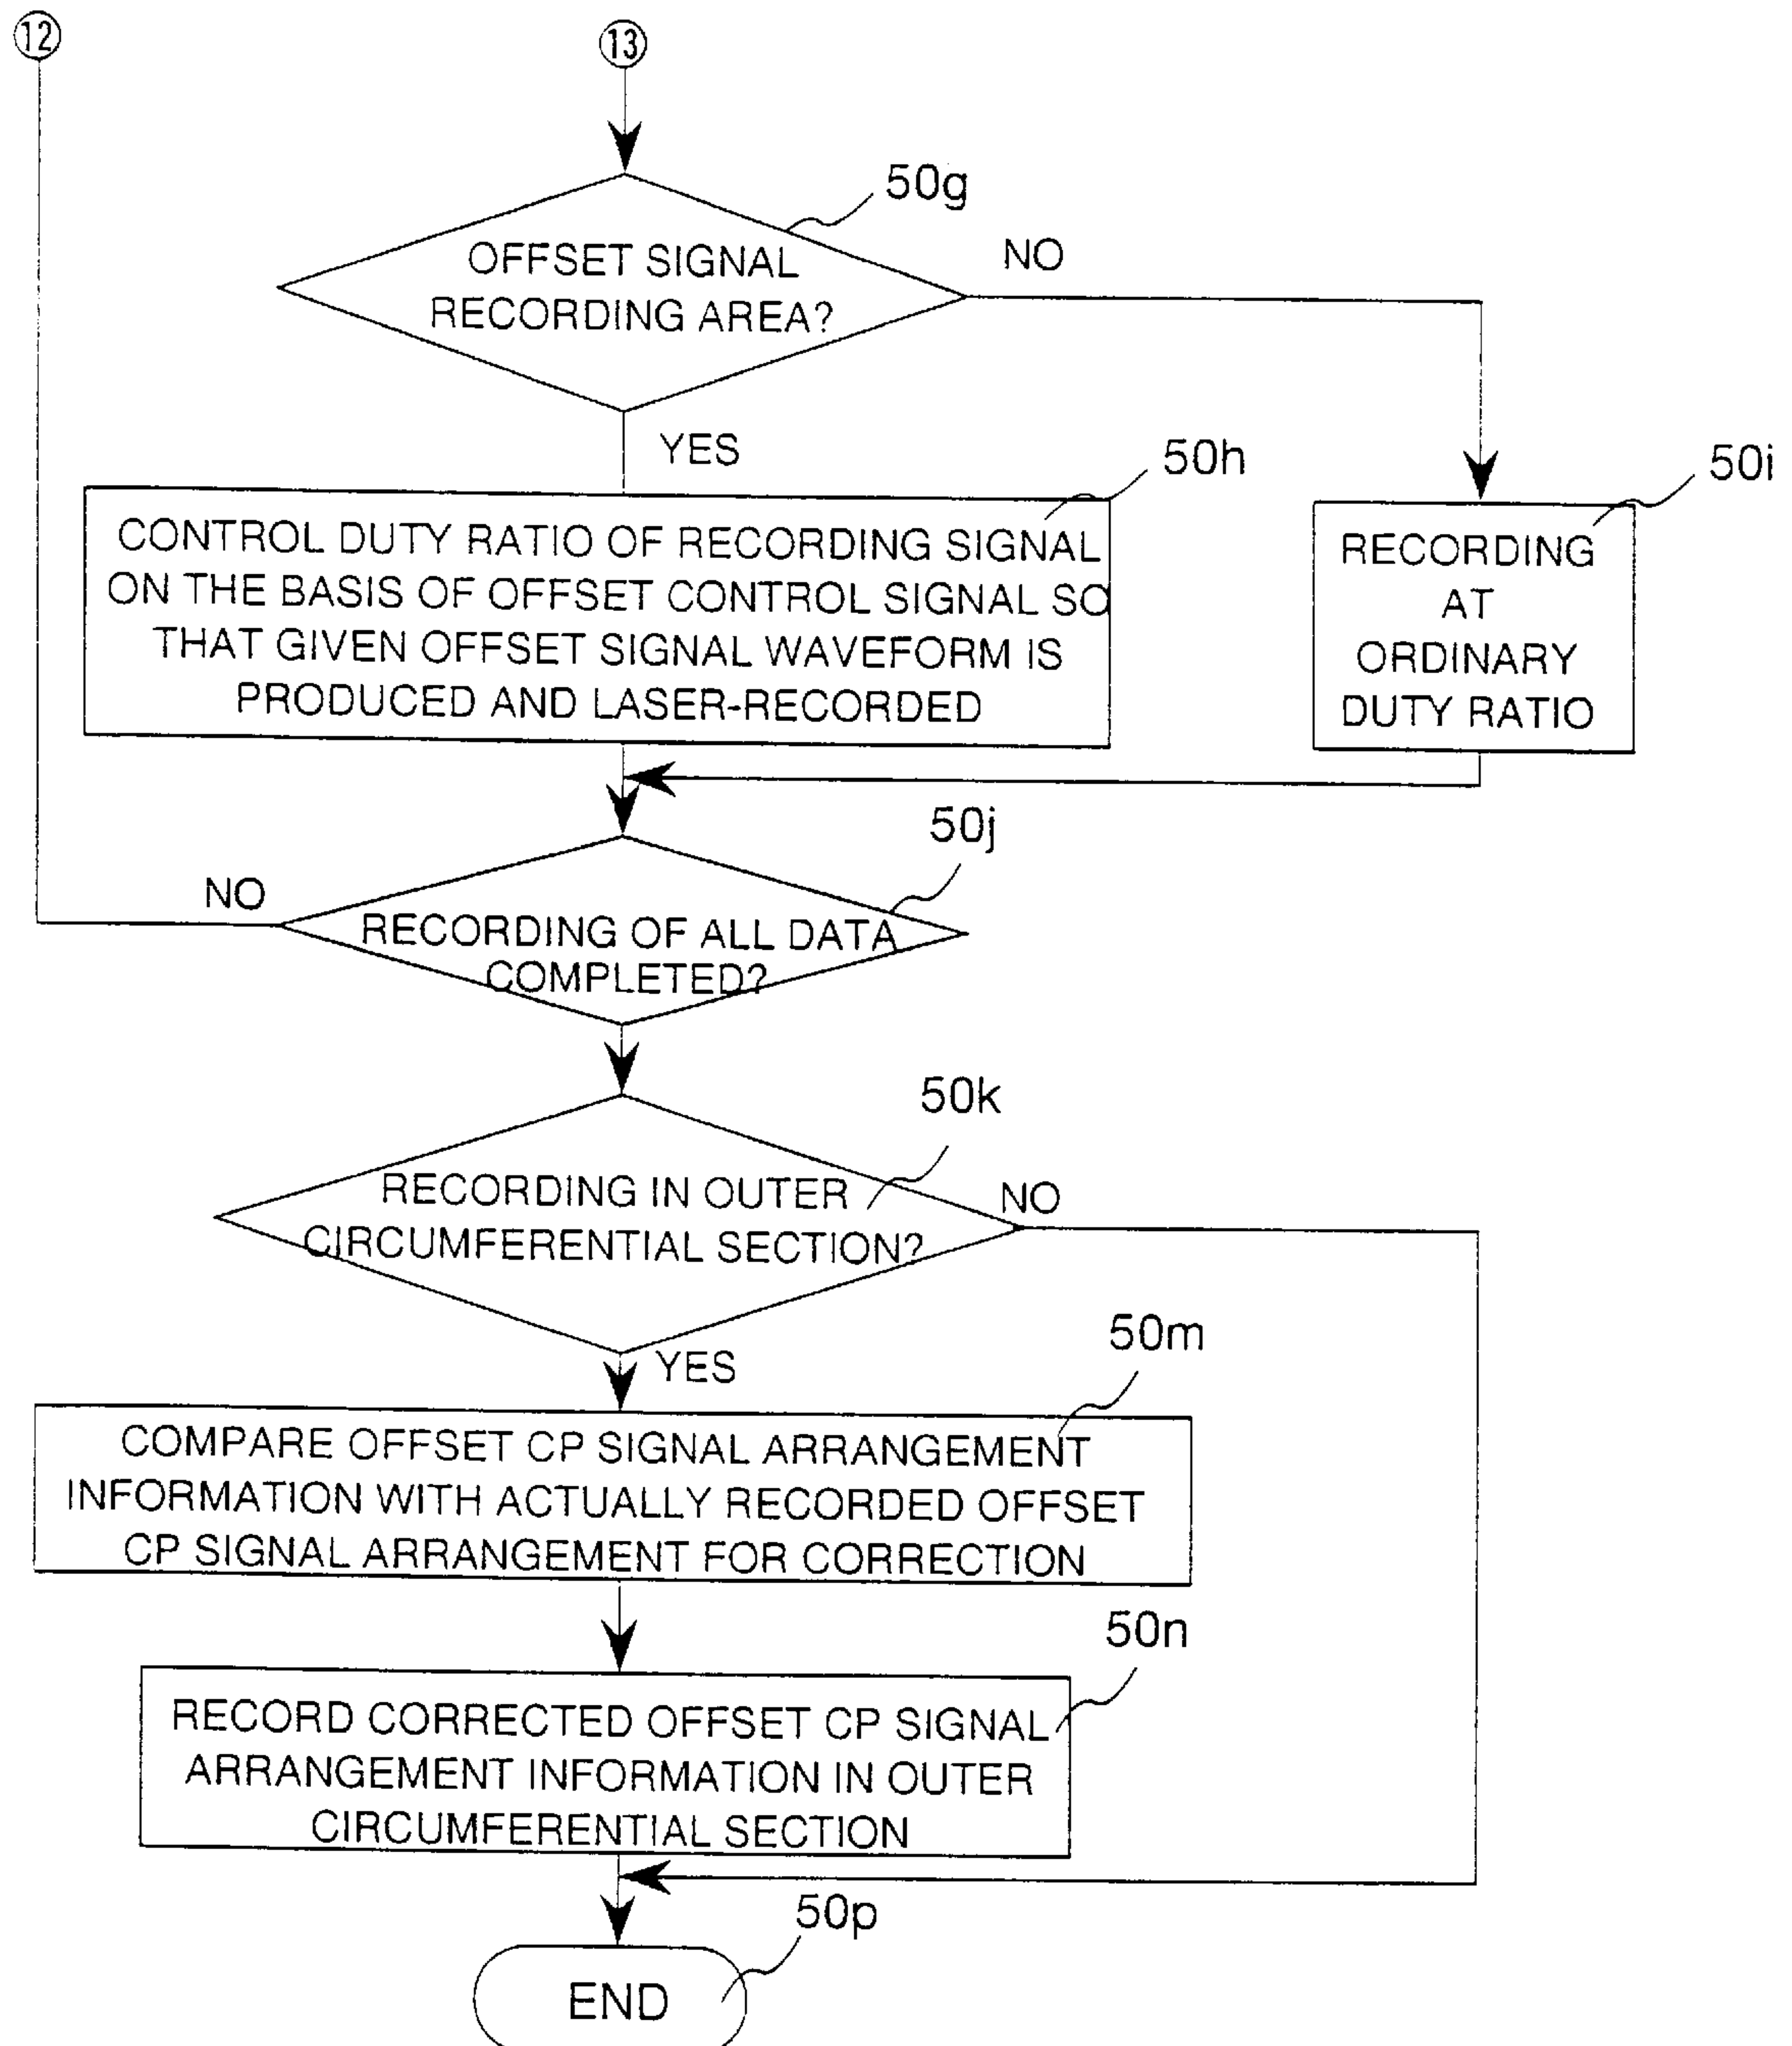 12
13
50g
OFFSET SIGNAL
RECORDING AREA?
NO
YES
50h
50i
CONTROL DUTY RATIO OF RECORDING SIGNAL
ON THE BASIS OF OFFSET CONTROL SIGNAL SO
THAT GIVEN OFFSET SIGNAL WAVEFORM IS
PRODUCED AND LASER-RECORDED
RECORDING
AT
ORDINARY
DUTY RATIO
50j
NO
RECORDING OF ALL DATA
COMPLETED?
50k
RECORDING IN OUTER
CIRCUMFERENTIAL SECTION?
NO
YES
50m
COMPARE OFFSET CP SIGNAL ARRANGEMENT
INFORMATION WITH ACTUALLY RECORDED OFFSET
CP SIGNAL ARRANGEMENT FOR CORRECTION
50n
RECORD CORRECTED OFFSET CP SIGNAL
ARRANGEMENT INFORMATION IN OUTER
CIRCUMFERENTIAL SECTION
50p
END